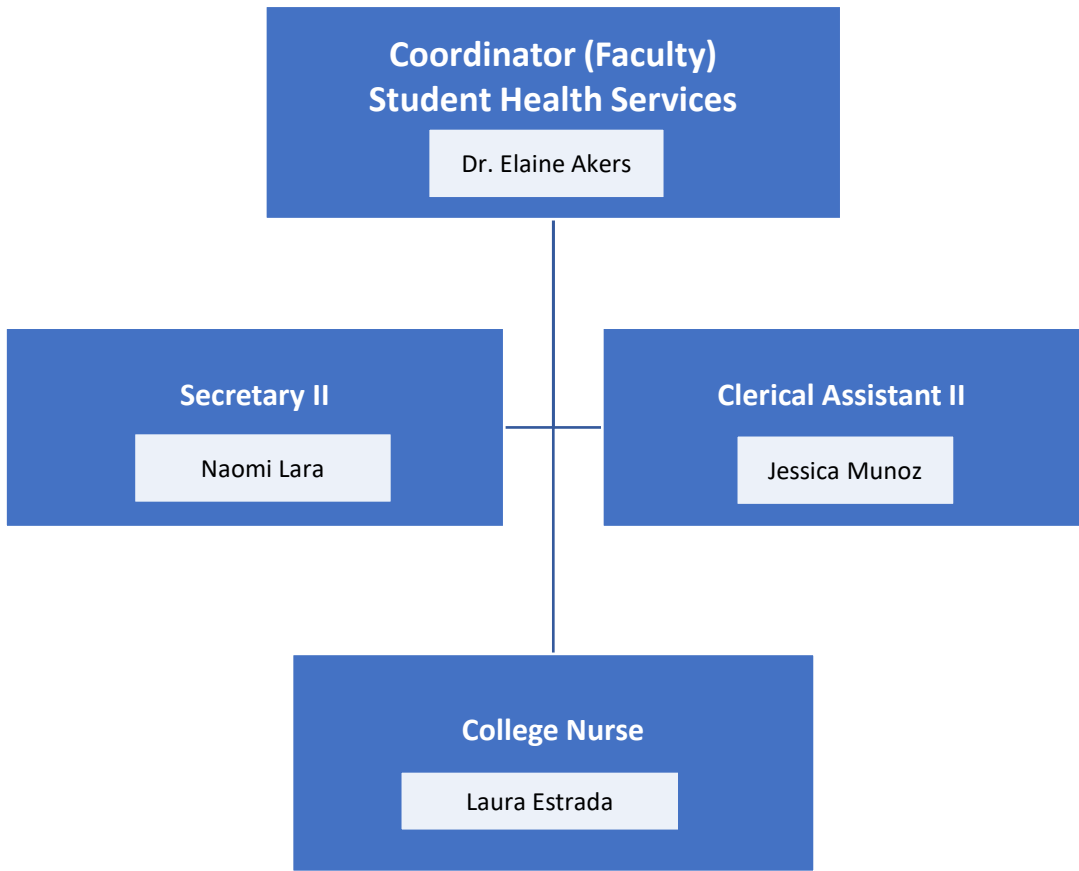 Coordinator (Faculty)
Student Health Services
Dr. Elaine Akers
Secretary II
Naomi Lara
Clerical Assistant II
Jessica Munoz
College Nurse
Laura Estrada